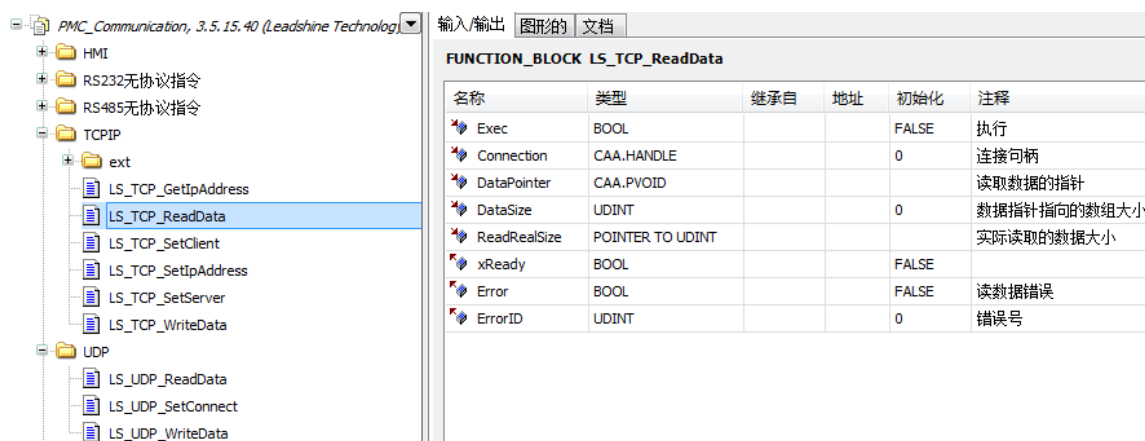 PMC_Communication, 3.5.15.40 (Leadshine Technolog
HMI
RS232无协议指令
RS485无协议指令
TCPIP
ext
LS_TCP_GetIpAddress
LS_TCP_ReadData
LS_TCP_SetClient
LS_TCP_SetIpAddress
LS_TCP_SetServer
LS_TCP_WriteData
UDP
LS_UDP_ReadData
LS_UDP_SetConnect
LS_UDP_WriteData
输入/输出 图形的 文档
FUNCTION_BLOCK LS_TCP_ReadData
名称 类型 继承自 地址 初始化 注释
Exec BOOL FALSE 执行
Connection CAA.HANDLE 0 连接句柄
DataPointer CAA.PVOID 读取数据的指针
DataSize UDINT 0 数据指针指向的数组大小
ReadRealSize POINTER TO UDINT 实际读取的数据大小
xReady BOOL FALSE
Error BOOL FALSE 读数据错误
ErrorID UDINT 0 错误号